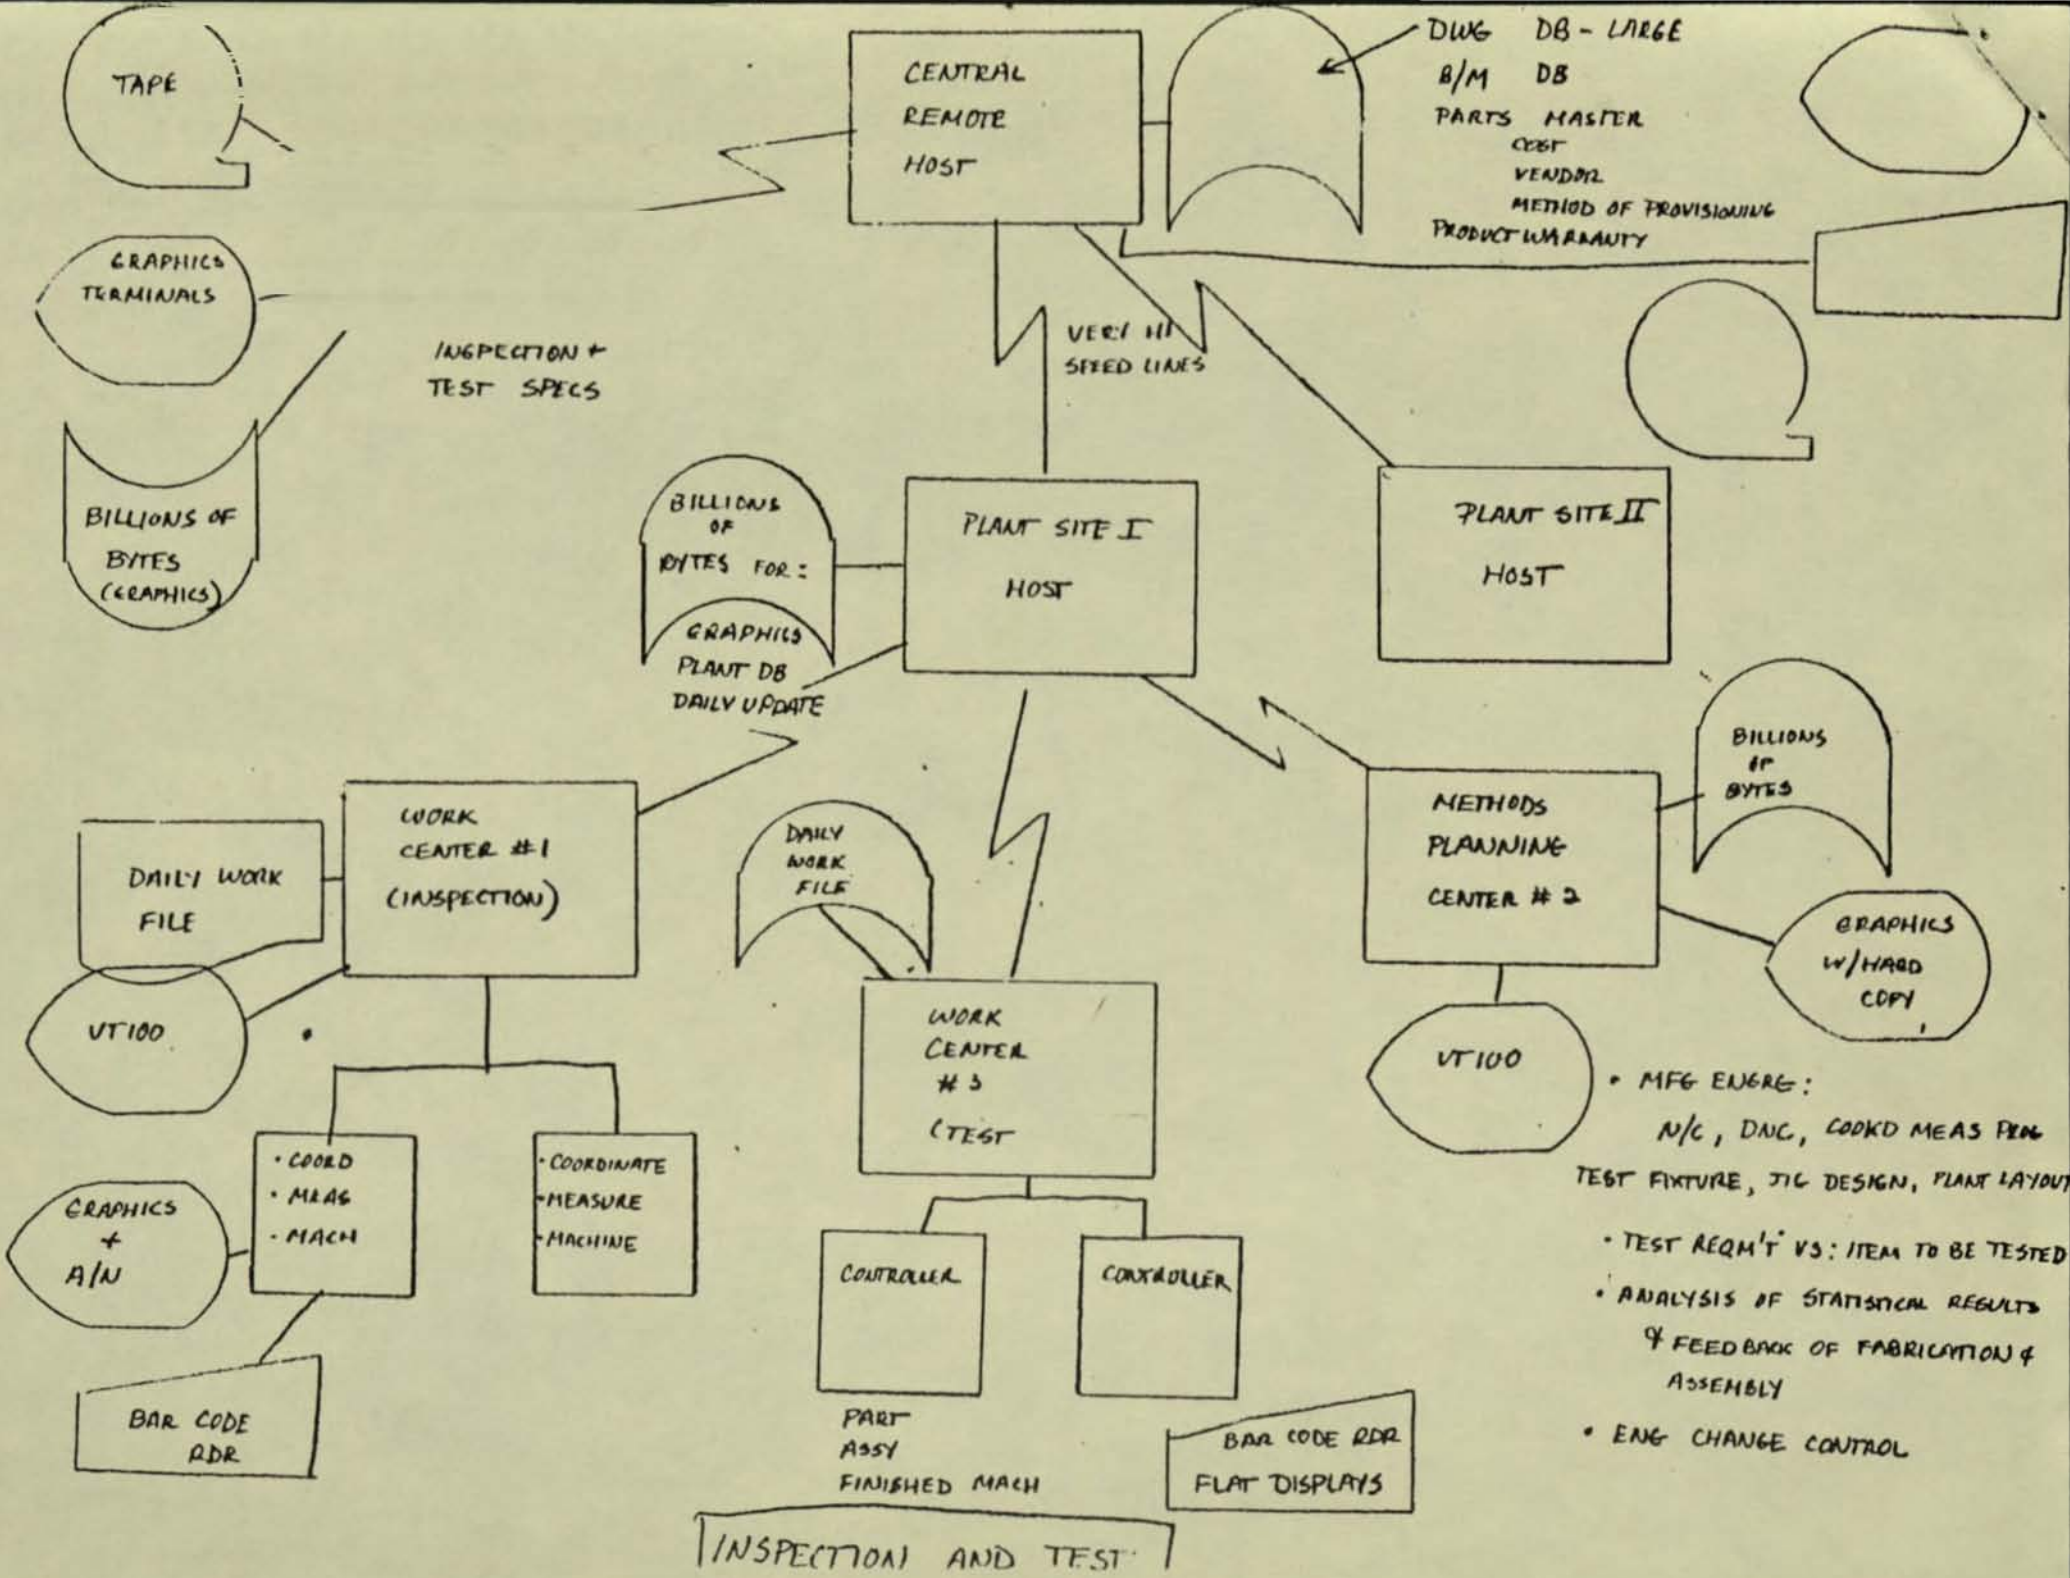 TAPE
CENTRAL
REMOTE
HOST
DWG DB - LARGE
B/M DB
PARTS MASTER
COST
VENDOR
METHOD OF PROVISIONING
PRODUCT WARRANTY
GRAPHICS
TERMINALS
INSPECTION +
TEST SPECS
VERY HI
SPEED LINES
BILLIONS OF
BYTES
(GRAPHICS)
BILLIONS
OF
BYTES FOR:
GRAPHICS
PLANT DB
DAILY UPDATE
PLANT SITE I
HOST
PLANT SITE II
HOST
DAILY WORK
FILE
WORK
CENTER #1
(INSPECTION)
DAILY
WORK
FILE
METHODS
PLANNING
CENTER # 2
BILLIONS
OF
BYTES
GRAPHICS
W/HARD
COPY
VT100
WORK
CENTER
# 3
(TEST
VT100
• COORD
• MEAS
• MACH
• COORDINATE
• MEASURE
• MACHINE
GRAPHICS
+
A/N
BAR CODE
RDR
CONTROLLER
CONTROLLER
PART
ASSY
FINISHED MACH
BAR CODE RDR
FLAT DISPLAYS
• MFG ENGRG:
N/C, DNC, COORD MEAS PROG
TEST FIXTURE, JIG DESIGN, PLANT LAYOUT
• TEST REQM'T VS: ITEM TO BE TESTED
• ANALYSIS OF STATISTICAL RESULTS
& FEEDBACK OF FABRICATION &
ASSEMBLY
• ENG CHANGE CONTROL
INSPECTION AND TEST